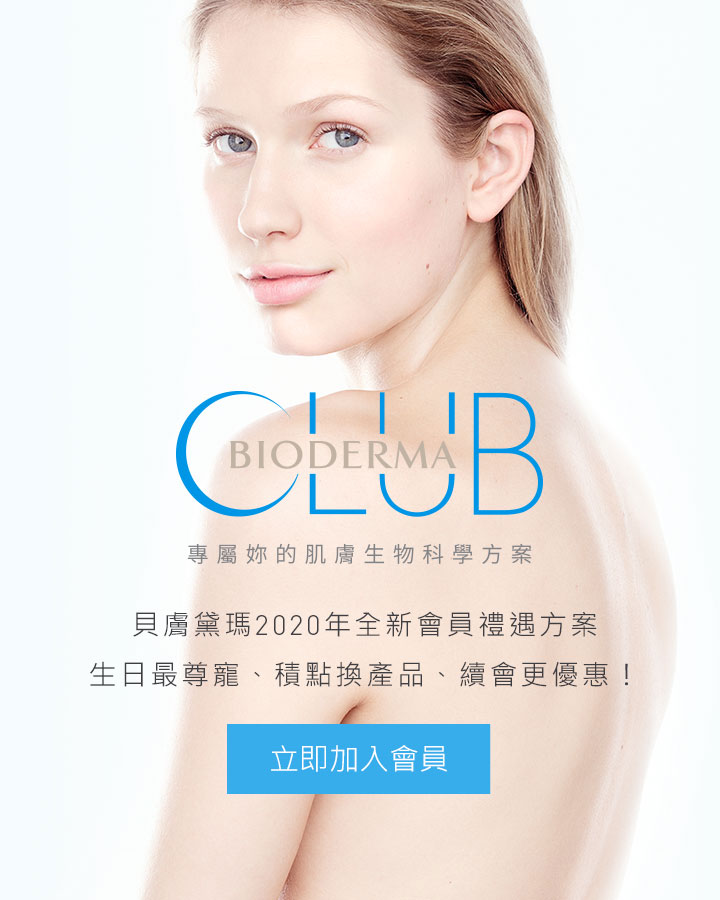 CLUB
BIODERMA
專屬妳的肌膚生物科學方案
貝膚黛瑪2020年全新會員禮遇方案
生日最尊寵、積點換產品、續會更優惠！
立即加入會員